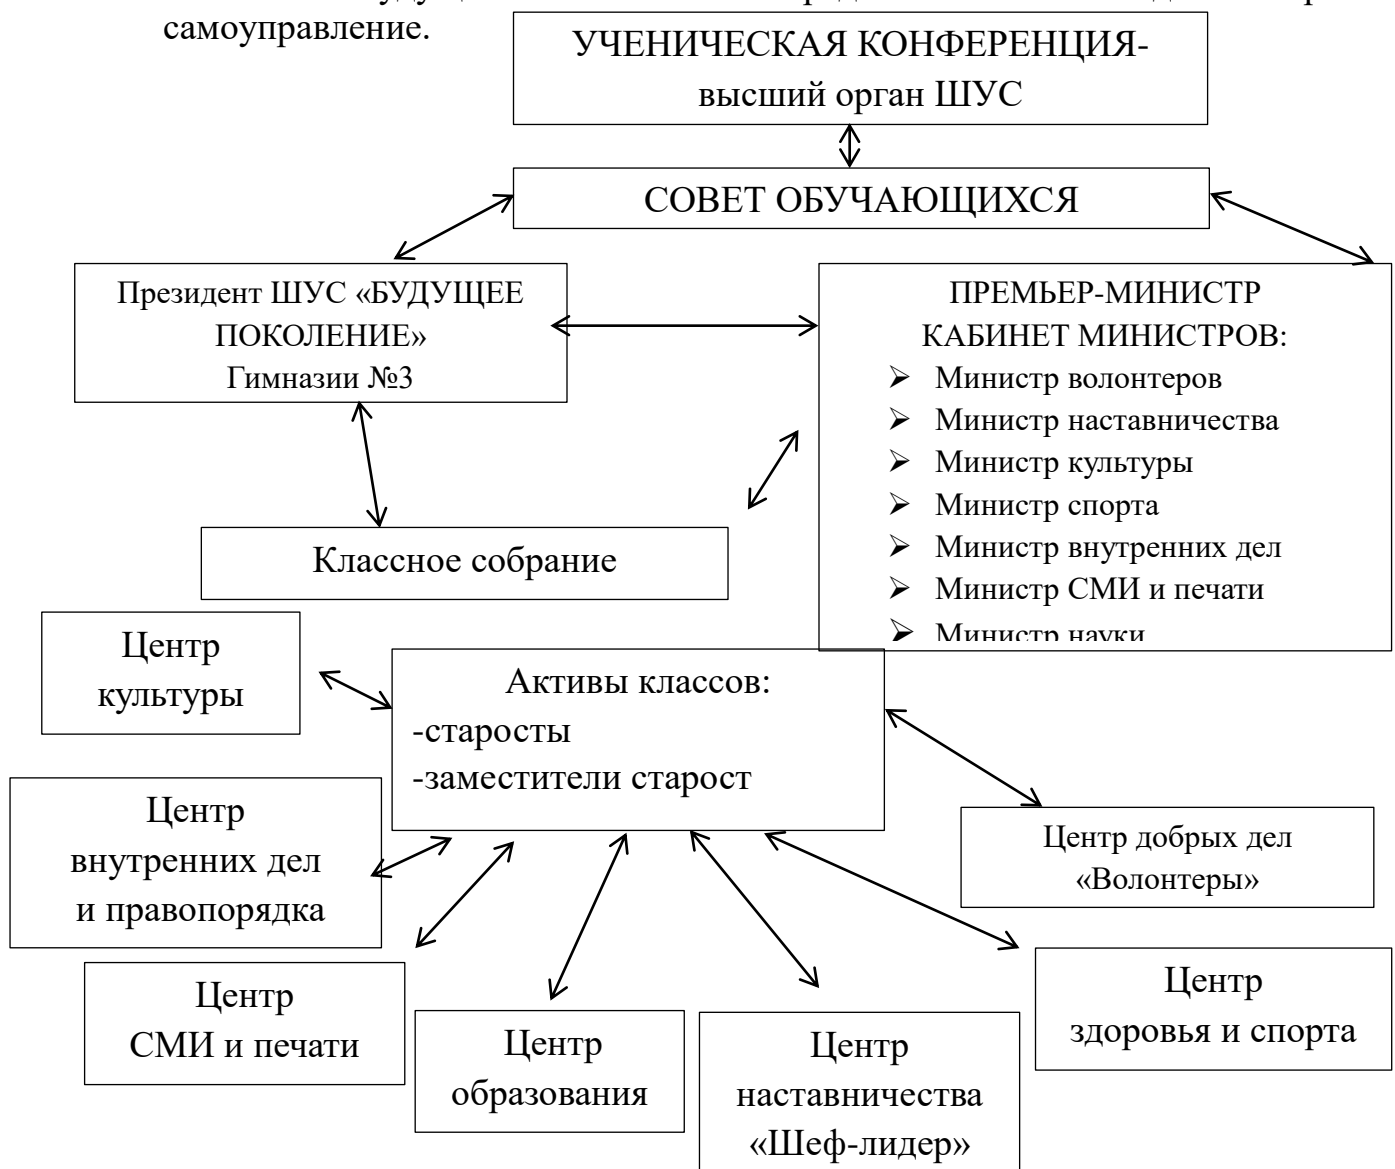 самоуправление.
УЧЕНИЧЕСКАЯ КОНФЕРЕНЦИЯ-
высший орган ШУС
СОВЕТ ОБУЧАЮЩИХСЯ
Президент ШУС «БУДУЩЕЕ
ПОКОЛЕНИЕ»
Гимназии №3
ПРЕМЬЕР-МИНИСТР
КАБИНЕТ МИНИСТРОВ:
➢ Министр волонтеров
➢ Министр наставничества
➢ Министр культуры
➢ Министр спорта
➢ Министр внутренних дел
➢ Министр СМИ и печати
➢ Министр науки
Классное собрание
Центр
культуры
Активы классов:
-старосты
-заместители старост
Центр
внутренних дел
и правопорядка
Центр добрых дел
«Волонтеры»
Центр
СМИ и печати
Центр
образования
Центр
наставничества
«Шеф-лидер»
Центр
здоровья и спорта